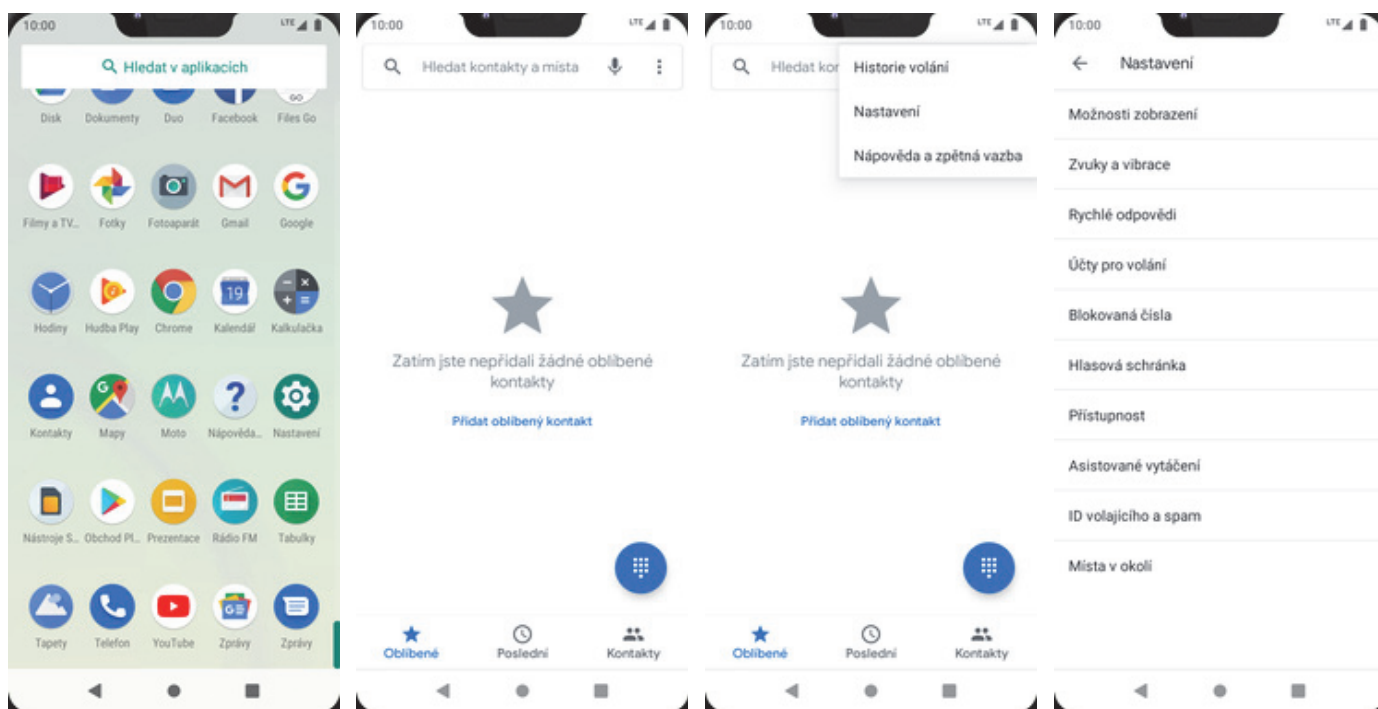 10:00
LTE
Hledat v aplikacích
GO
Disk
Dokumenty
Duo
Facebook
Files Go
Filmy a TV...
Fotky
Fotoaparát
Gmail
Google
19
Hodiny
Hudba Play
Chrome
Kalendář
Kalkulačka
Kontakty
Mapy
Moto
Nápověda...
Nastavení
Nástroje S...
Obchod Pl...
Prezentace
Rádio FM
Tabulky
Tapety
Telefon
YouTube
Zprávy
Zprávy
10:00
LTE
Hledat kontakty a místa
Zatím jste nepřidali žádné oblíbené
kontakty
Přidat oblíbený kontakt
Oblíbené
Poslední
Kontakty
10:00
LTE
Hledat kon
Historie volání
Nastavení
Nápověda a zpětná vazba
Zatím jste nepřidali žádné oblíbené
kontakty
Přidat oblíbený kontakt
Oblíbené
Poslední
Kontakty
10:00
LTE
Nastavení
Možnosti zobrazení
Zvuky a vibrace
Rychlé odpovědi
Účty pro volání
Blokovaná čísla
Hlasová schránka
Přístupnost
Asistované vytáčení
ID volajícího a spam
Místa v okolí